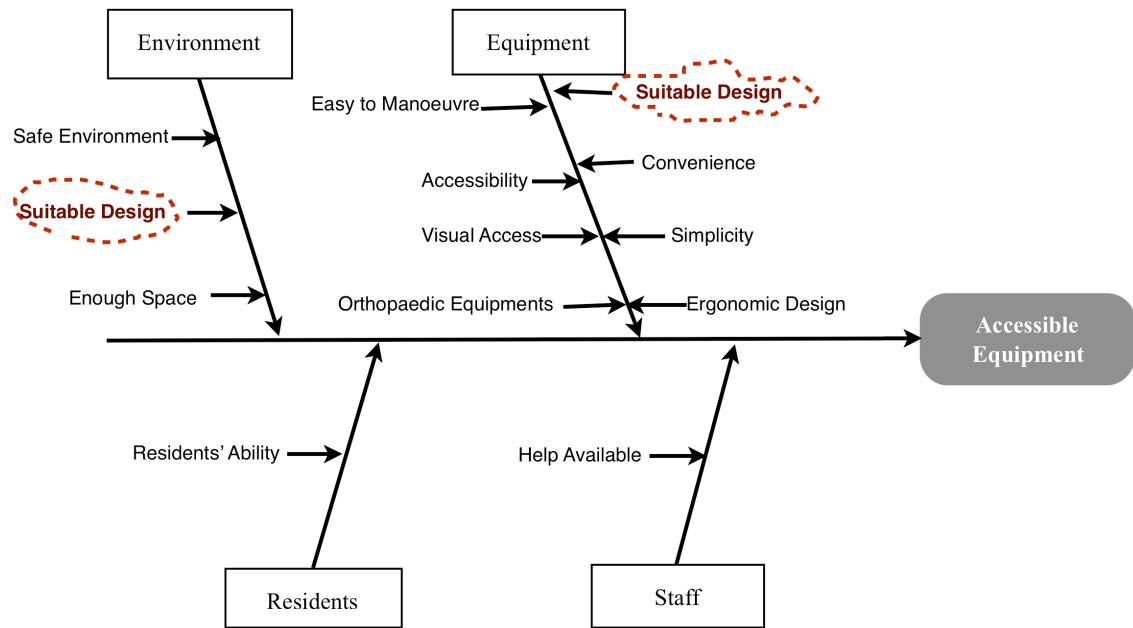 Environment
Equipment
Suitable Design
Easy to Manoeuvre
Safe Environment
Convenience
Accessibility
Suitable Design
Visual Access
Simplicity
Enough Space
Orthopaedic Equipments
Ergonomic Design
Accessible
Equipment
Residents' Ability
Help Available
Residents
Staff